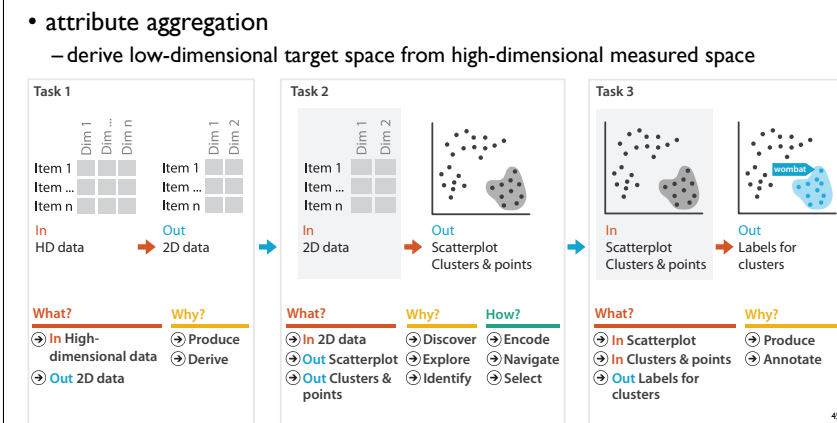 • attribute aggregation
– derive low-dimensional target space from high-dimensional measured space
Task 1
Dim 1
Dim ...
Dim n
Item 1
Item ...
Item n
In
HD data
Dim 1
Dim 2
Item 1
Item ...
Item n
Out
2D data
What?
In High-
dimensional data
Out 2D data
Why?
Produce
Derive
Task 2
Dim 1
Dim 2
Item 1
Item ...
Item n
In
2D data
Out
Scatterplot
Clusters & points
What?
In 2D data
Out Scatterplot
Out Clusters &
points
Why?
Discover
Explore
Identify
How?
Encode
Navigate
Select
Task 3
In
Scatterplot
Clusters & points
wombat
Out
Labels for
clusters
What?
In Scatterplot
In Clusters & points
Out Labels for
clusters
Why?
Produce
Annotate